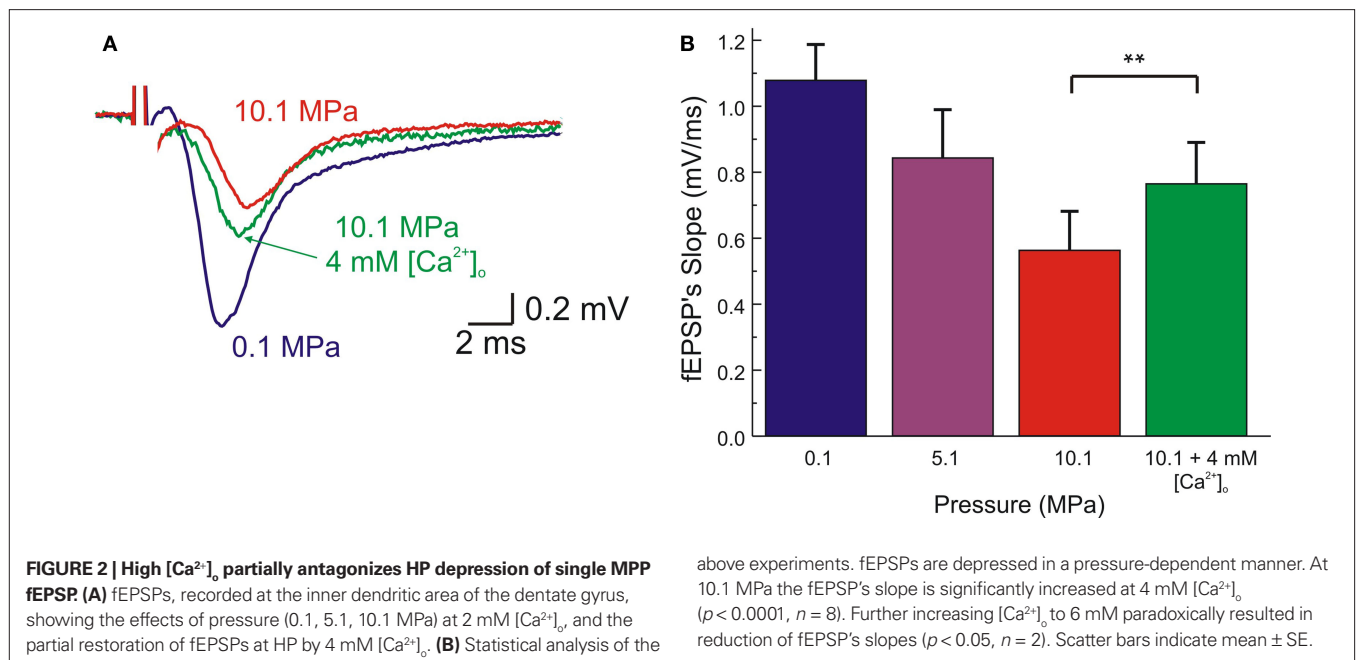 A
10.1 MPa
10.1 MPa
4 mM [Ca²⁺]ₒ
0.2 mV
2 ms
0.1 MPa
B
**
fEPSP's Slope (mV/ms)
1.2
1.0
0.8
0.6
0.4
0.2
0.0
0.1
5.1
10.1
10.1 + 4 mM
[Ca²⁺]ₒ
Pressure (MPa)
FIGURE 2 | High [Ca²⁺]ₒ partially antagonizes HP depression of single MPP
fEPSP. (A) fEPSPs, recorded at the inner dendritic area of the dentate gyrus,
showing the effects of pressure (0.1, 5.1, 10.1 MPa) at 2 mM [Ca²⁺]ₒ, and the
partial restoration of fEPSPs at HP by 4 mM [Ca²⁺]ₒ. (B) Statistical analysis of the
above experiments. fEPSPs are depressed in a pressure-dependent manner. At
10.1 MPa the fEPSP's slope is significantly increased at 4 mM [Ca²⁺]ₒ
(p < 0.0001, n = 8). Further increasing [Ca²⁺]ₒ to 6 mM paradoxically resulted in
reduction of fEPSP's slopes (p < 0.05, n = 2). Scatter bars indicate mean ± SE.